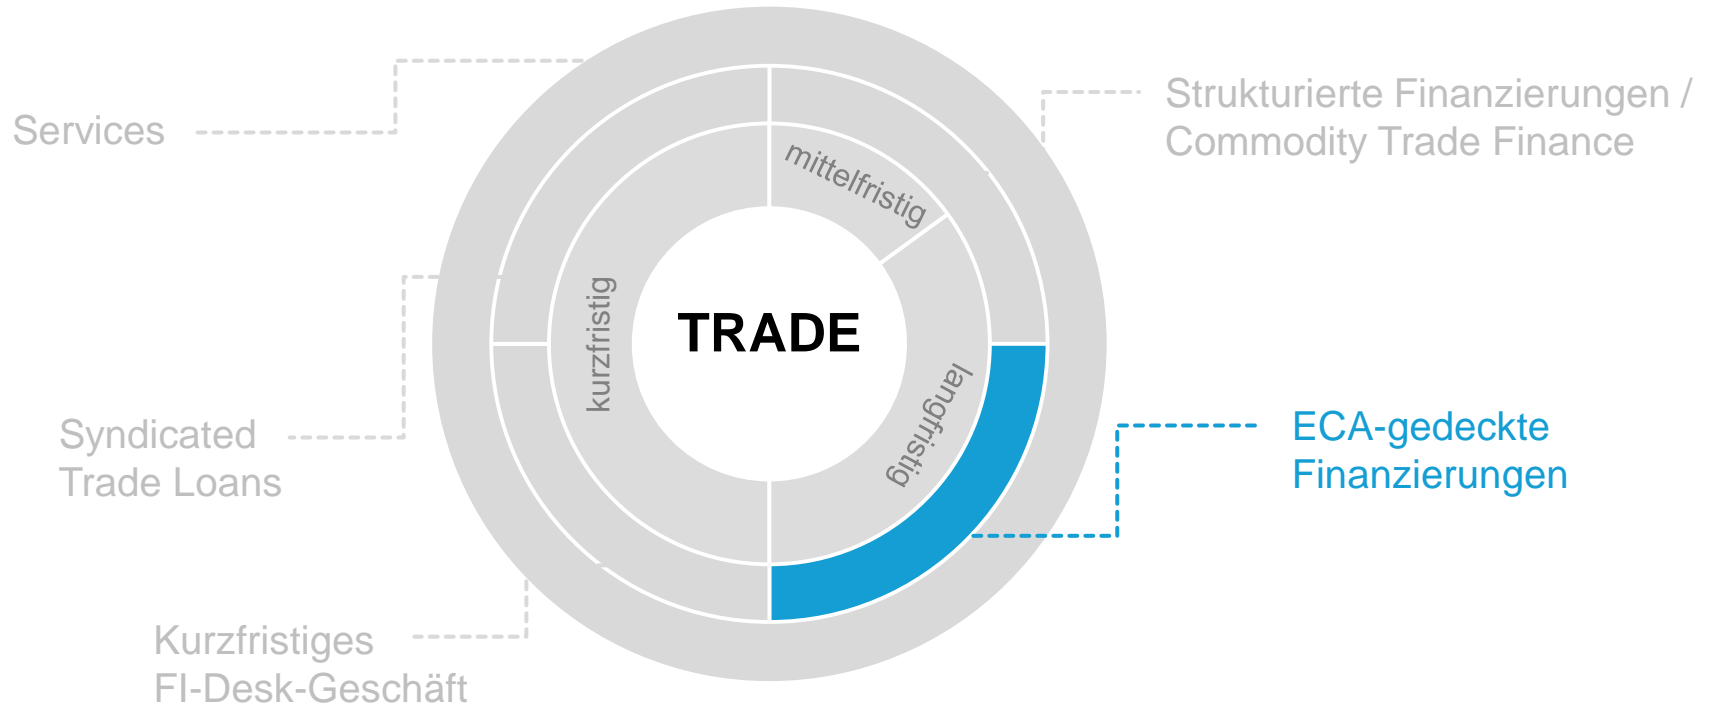 Services
Strukturierte Finanzierungen /
Commodity Trade Finance
mittelfristig
kurzfristig
TRADE
langfristig
Syndicated
Trade Loans
ECA-gedeckte
Finanzierungen
Kurzfristiges
FI-Desk-Geschäft